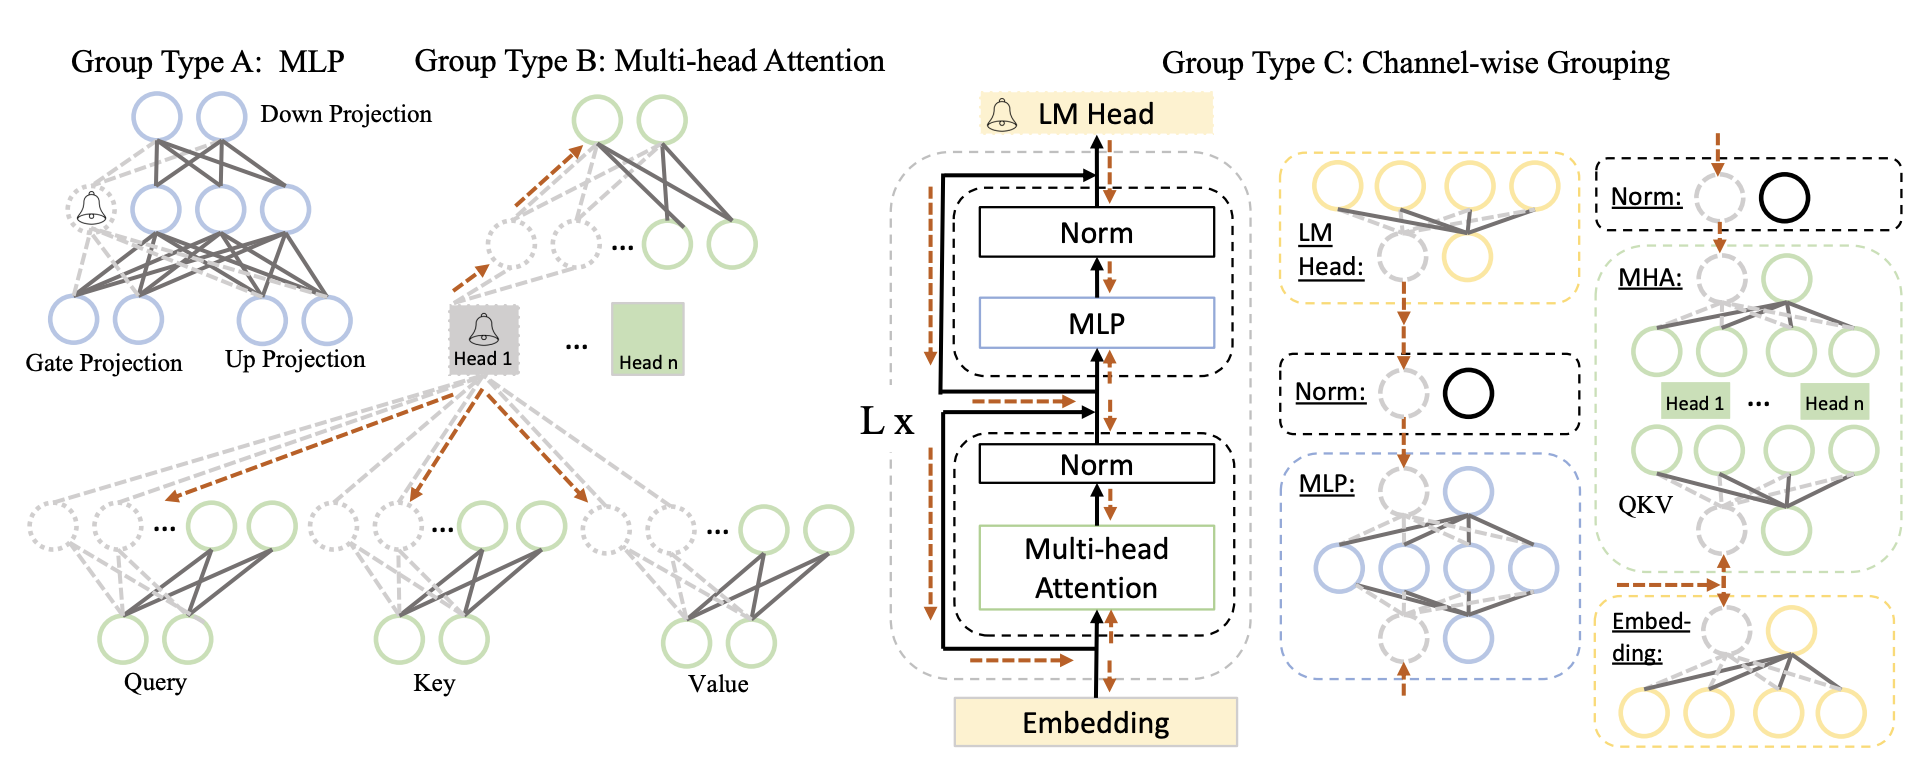 Group Type A: MLP
Down Projection
Gate Projection
Up Projection
Group Type B: Multi-head Attention
...
Head 1
...
Head n
...
...
...
Query
Key
Value
Group Type C: Channel-wise Grouping
LM Head
Norm
MLP
L x
Norm
Multi-head
Attention
Embedding
LM
Head:
Norm:
MLP:
Norm:
MHA:
Head 1 ... Head n
QKV
Embed-
ding: